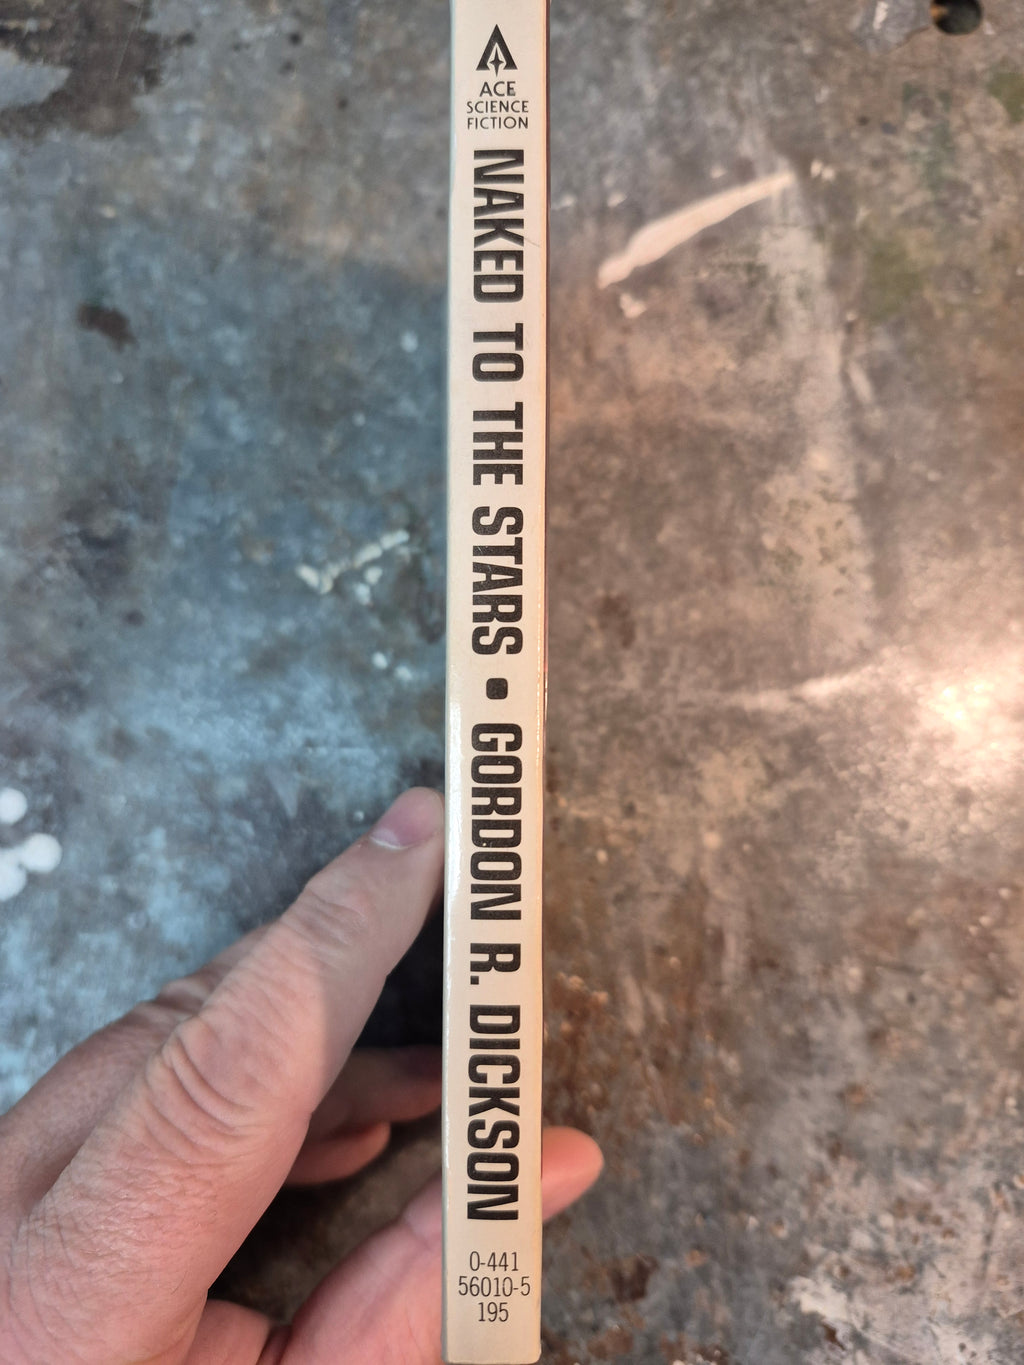 ACE
SCIENCE
FICTION
NAKED TO THE STARS • GORDON R. DICKSON
0-441
56010-5
195